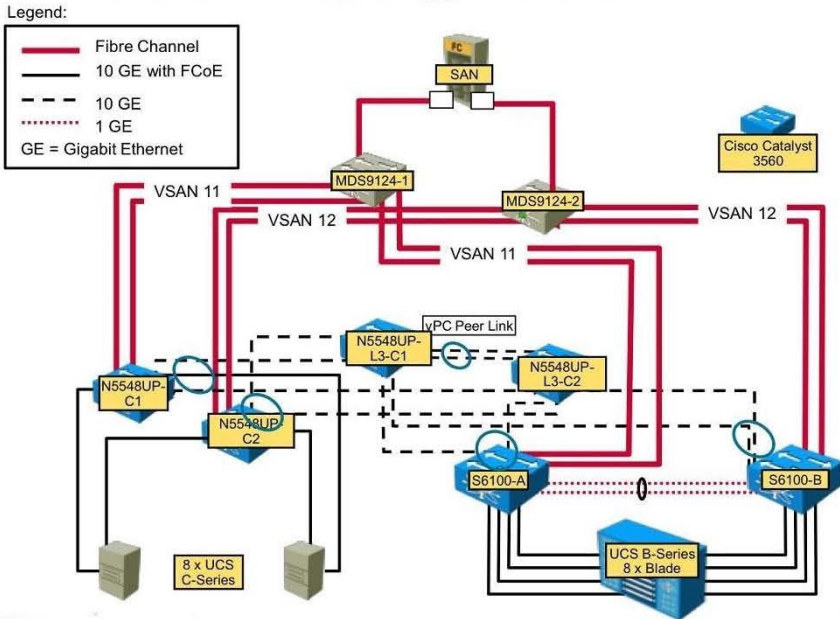 Legend:
Fibre Channel
10 GE with FCoE
10 GE
1 GE
GE = Gigabit Ethernet
FC
SAN
Cisco Catalyst
3560
MDS9124-1
MDS9124-2
VSAN 11
VSAN 12
VSAN 12
VSAN 11
vPC Peer Link
N5548UP-
L3-C1
N5548UP-
L3-C2
N5548UP-
C1
N5548UP-
C2
S6100-A
S6100-B
8 x UCS
C-Series
UCS B-Series
8 x Blade